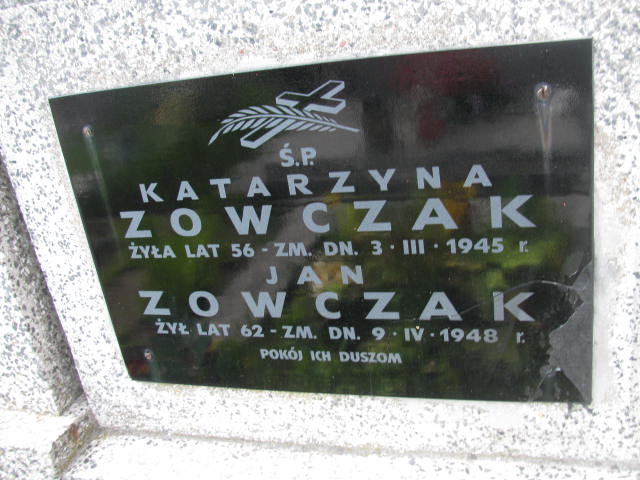 Ś.P.
KATARZYNA
ZOWCZAK
ŻYŁA LAT 56 - ZM. DN. 3 · III · 1945 r.
JAN
ZOWCZAK
ŻYŁ LAT 62 - ZM. DN. 9 · IV · 1948 r.
POKÓJ ICH DUSZOM